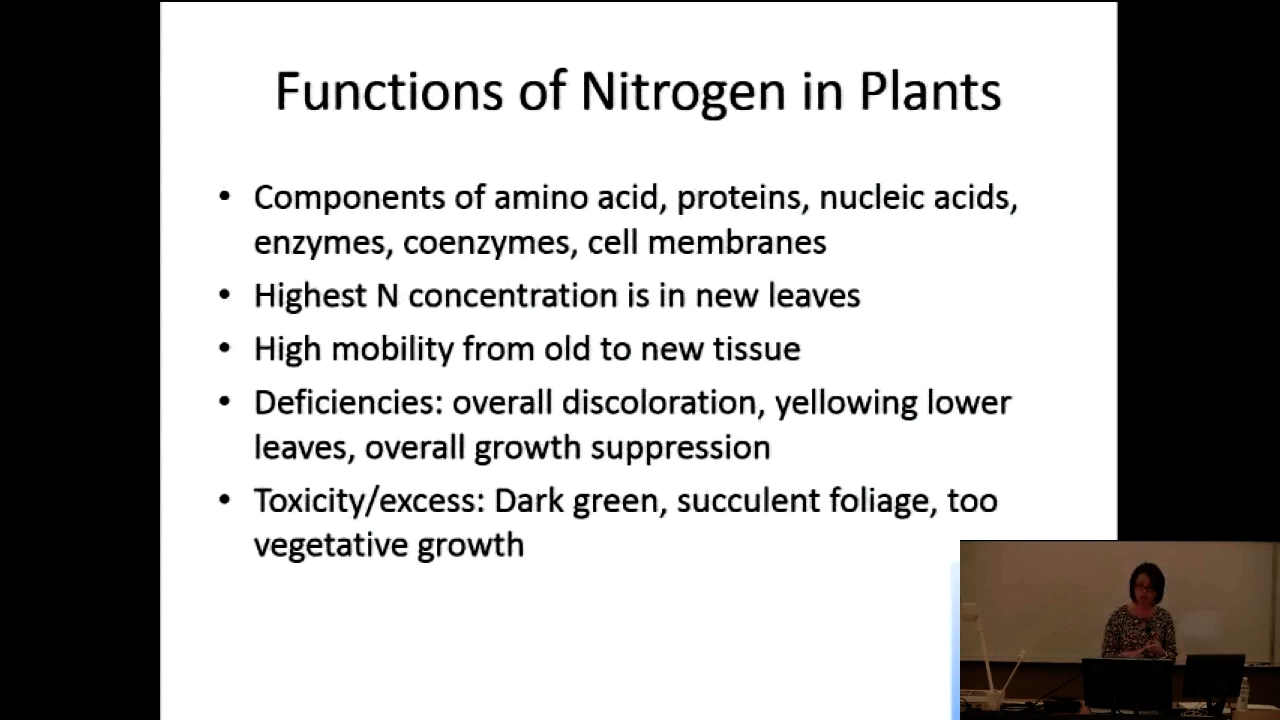 Functions of Nitrogen in Plants
• Components of amino acid, proteins, nucleic acids,
enzymes, coenzymes, cell membranes
• Highest N concentration is in new leaves
• High mobility from old to new tissue
• Deficiencies: overall discoloration, yellowing lower
leaves, overall growth suppression
• Toxicity/excess: Dark green, succulent foliage, too
vegetative growth